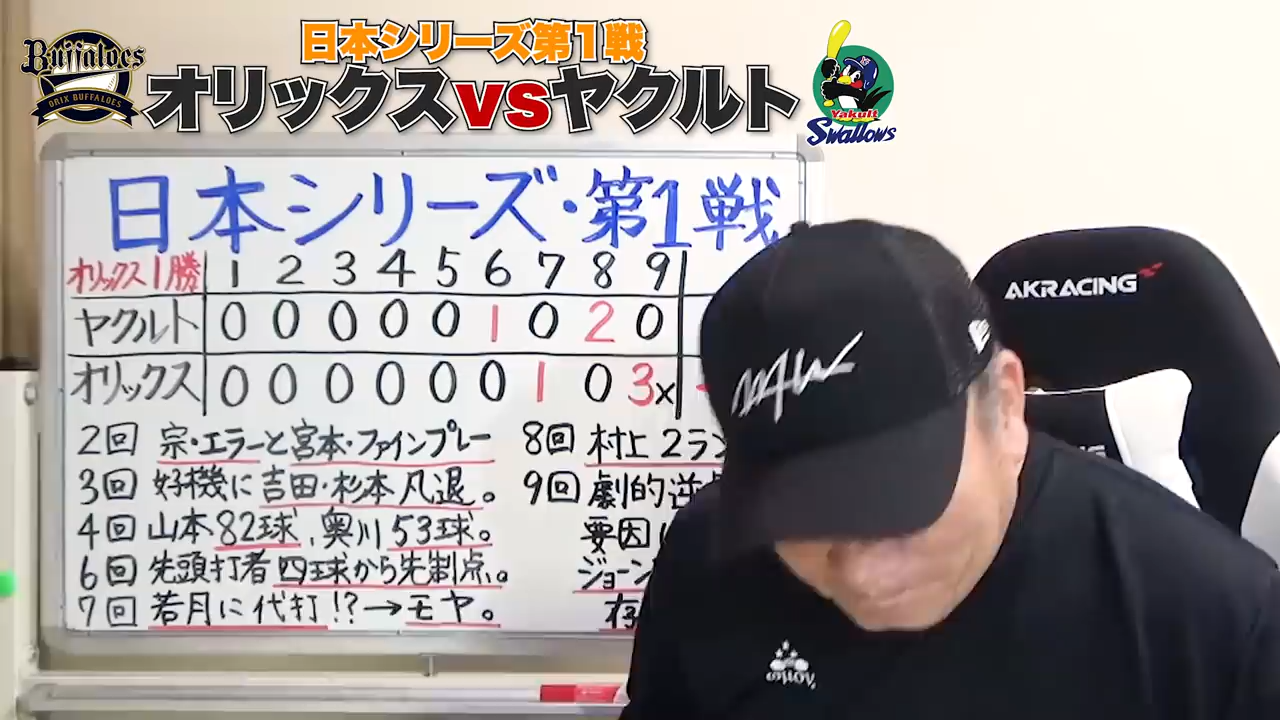 日本シリーズ第1戦
Buffaloes
ORIX BUFFALOES
オリックスvsヤクルト
Yakult
Swallows
日本シリーズ・第1戦
オリックス1勝 1 2 3 4 5 6 7 8 9
ヤクルト 0 0 0 0 0 1 0 2 0
オリックス 0 0 0 0 0 0 1 0 3x
2回 宗・エラーと宮本・ファインプレー
3回 好機に吉田・杉本凡退。
4回 山本82球、奥川53球。
6回 先頭打者四球から先制点。
7回 若月に代打!?→モヤ。
8回 村上2ラン
9回 劇的逆
要因
ジョーン
存
AKRACING